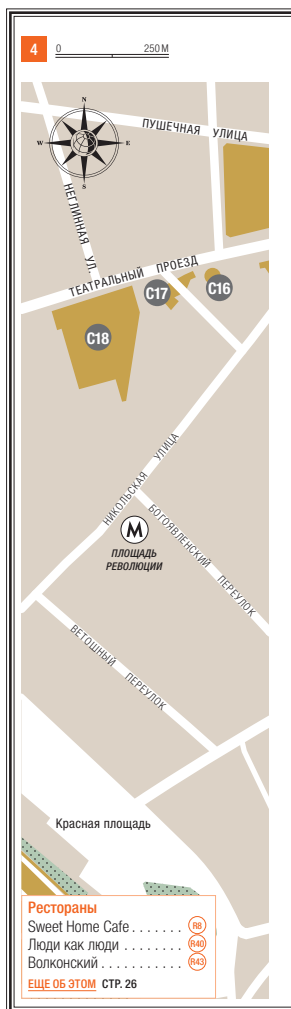 4 0 250 М
N
W E
S
ПУШЕЧНАЯ УЛИЦА
НЕГЛИННАЯ УЛ.
ТЕАТРАЛЬНЫЙ ПРОЕЗД
C17 C16
C18
НИКОЛЬСКАЯ УЛИЦА
М
ПЛОЩАДЬ
РЕВОЛЮЦИИ
БОГОЯВЛЕНСКИЙ ПЕРЕУЛОК
ВЕТОШНЫЙ ПЕРЕУЛОК
Красная площадь
Рестораны
Sweet Home Cafe . . . . . . . R8
Люди как люди . . . . . . . . R40
Волконский . . . . . . . . . . . R43
ЕЩЕ ОБ ЭТОМ СТР. 26